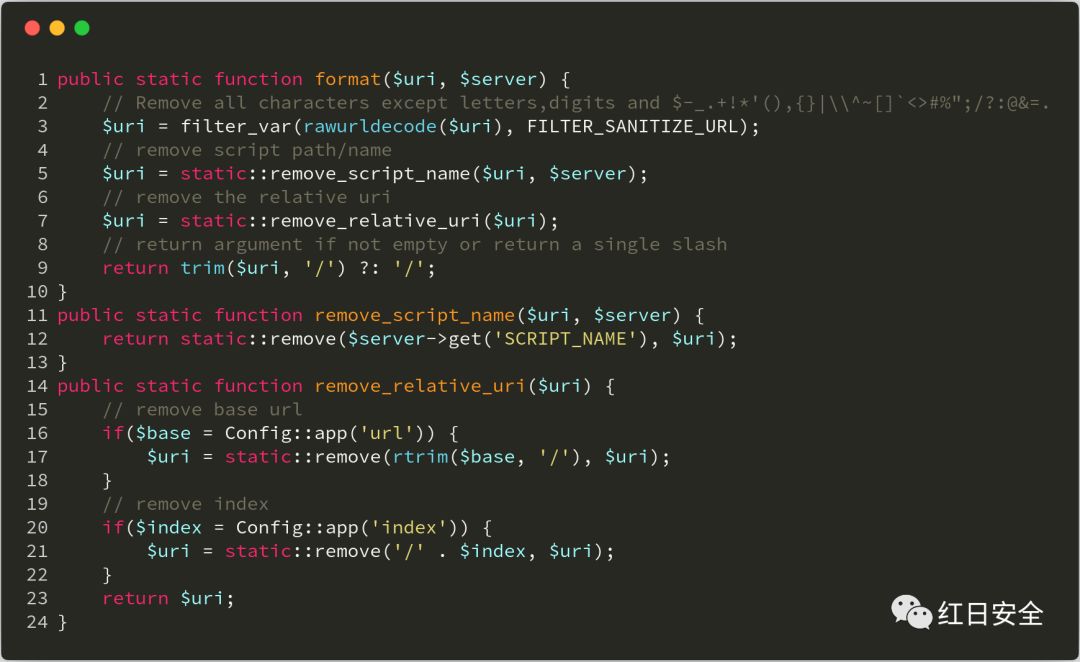 1 public static function format($uri, $server) {
2     // Remove all characters except letters,digits and $-_.+!*'(),{}|\\^~[]`<>#%";/?:@&=.
3     $uri = filter_var(rawurldecode($uri), FILTER_SANITIZE_URL);
4     // remove script path/name
5     $uri = static::remove_script_name($uri, $server);
6     // remove the relative uri
7     $uri = static::remove_relative_uri($uri);
8     // return argument if not empty or return a single slash
9     return trim($uri, '/') ?: '/';
10 }
11 public static function remove_script_name($uri, $server) {
12     return static::remove($server->get('SCRIPT_NAME'), $uri);
13 }
14 public static function remove_relative_uri($uri) {
15     // remove base url
16     if($base = Config::app('url')) {
17         $uri = static::remove(rtrim($base, '/'), $uri);
18     }
19     // remove index
20     if($index = Config::app('index')) {
21         $uri = static::remove('/' . $index, $uri);
22     }
23     return $uri;
24 }
红日安全